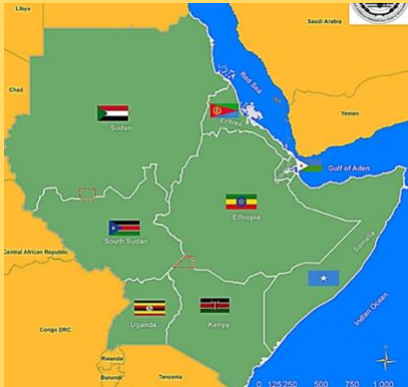 Libya
Saudi Arabia
Red Sea
Chad
Eritrea
Yemen
Sudan
Gulf of Aden
Ethiopia
South Sudan
Somalia
Central African Republic
Indian Ocean
Uganda
Kenya
Congo DRC
Rwanda
Burundi
Tanzania
0 125 250 500 750 1 000